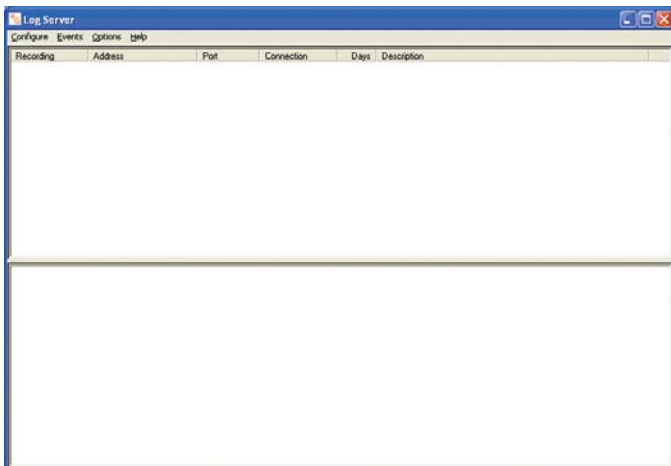 Log Server
Configure Events Options Help
Recording Address Port Connection Days Description